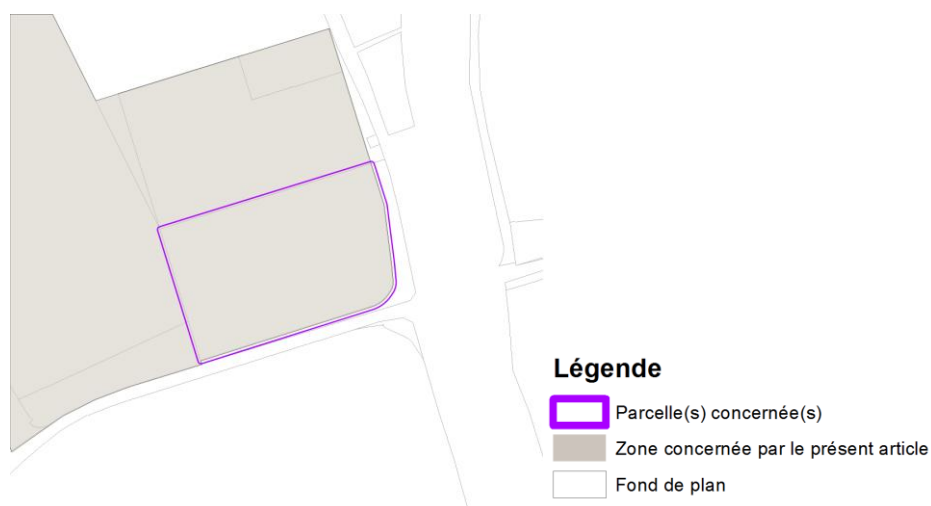 Légende
Parcelle(s) concernée(s)
Zone concernée par le présent article
Fond de plan